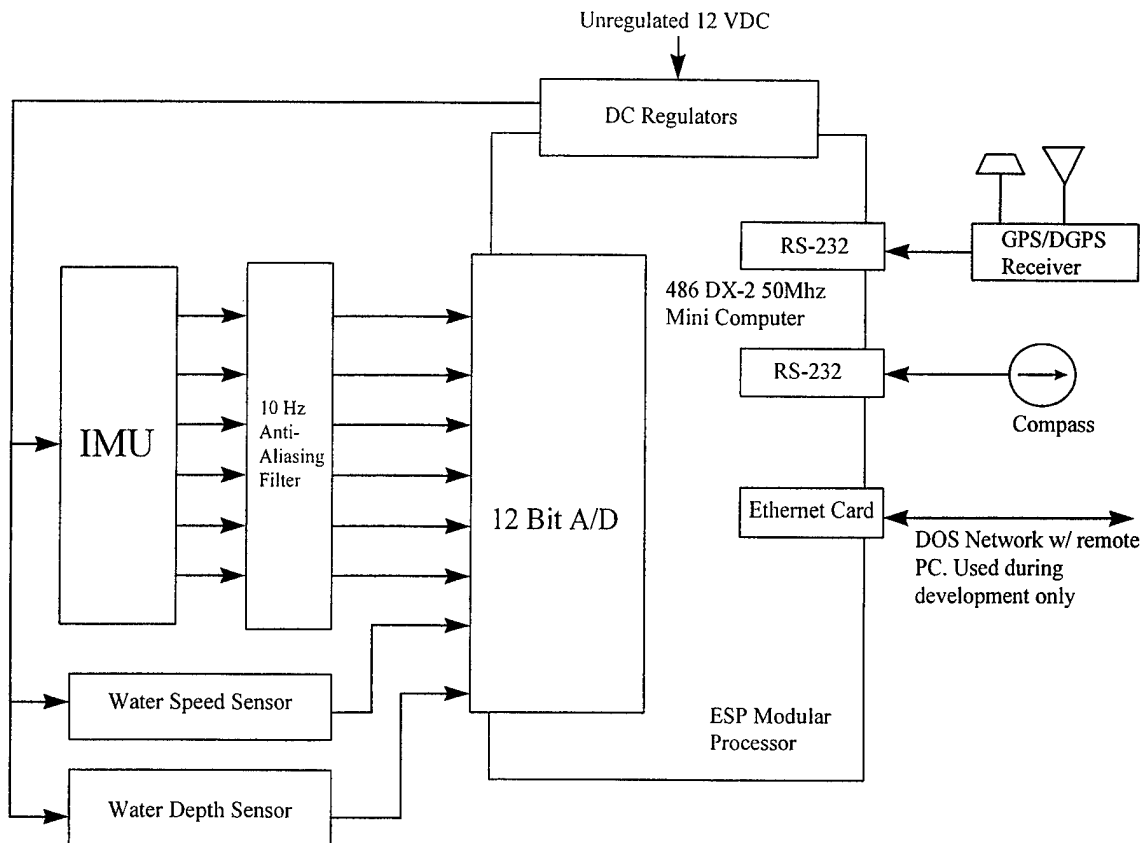 Unregulated 12 VDC
DC Regulators
RS-232
GPS/DGPS
Receiver
486 DX-2 50Mhz
Mini Computer
RS-232
Compass
IMU
10 Hz
Anti-
Aliasing
Filter
12 Bit A/D
Ethernet Card
DOS Network w/ remote
PC. Used during
development only
Water Speed Sensor
ESP Modular
Processor
Water Depth Sensor